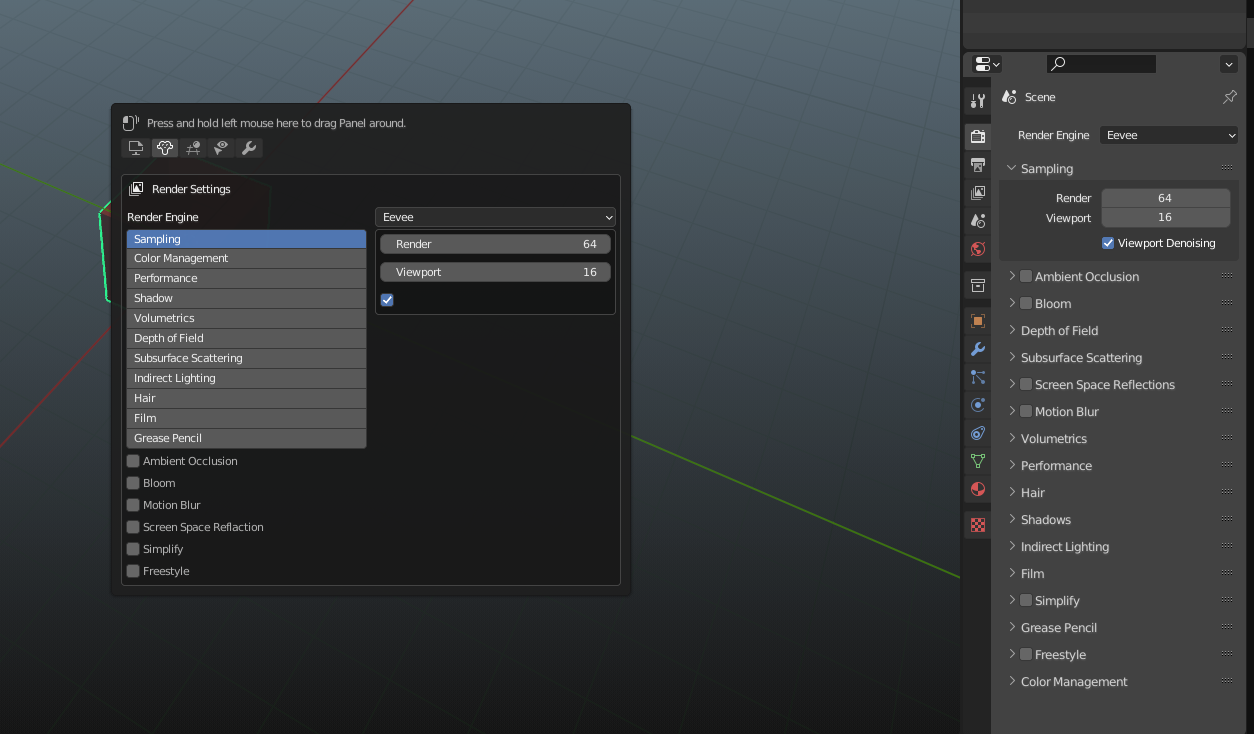 Press and hold left mouse here to drag Panel around.
Render Settings
Render Engine
Eevee
Sampling
Color Management
Performance
Shadow
Volumetrics
Depth of Field
Subsurface Scattering
Indirect Lighting
Hair
Film
Grease Pencil
Render 64
Viewport 16
Ambient Occlusion
Bloom
Motion Blur
Screen Space Reflaction
Simplify
Freestyle
Scene
Render Engine Eevee
Sampling
Render 64
Viewport 16
Viewport Denoising
Ambient Occlusion
Bloom
Depth of Field
Subsurface Scattering
Screen Space Reflections
Motion Blur
Volumetrics
Performance
Hair
Shadows
Indirect Lighting
Film
Simplify
Grease Pencil
Freestyle
Color Management